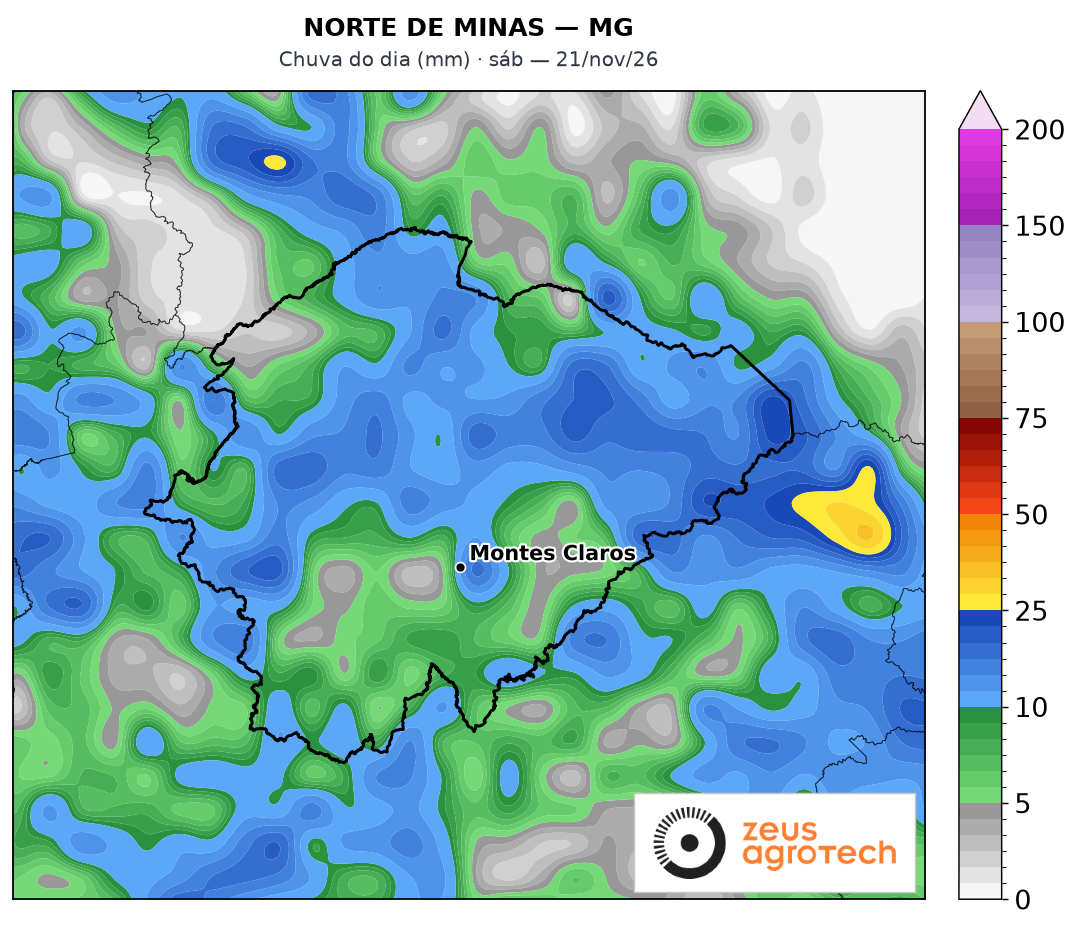 NORTE DE MINAS — MG
Chuva do dia (mm) · sáb — 21/nov/26
200
150
100
75
50
25
10
5
0
Montes Claros
zeus
agrotech